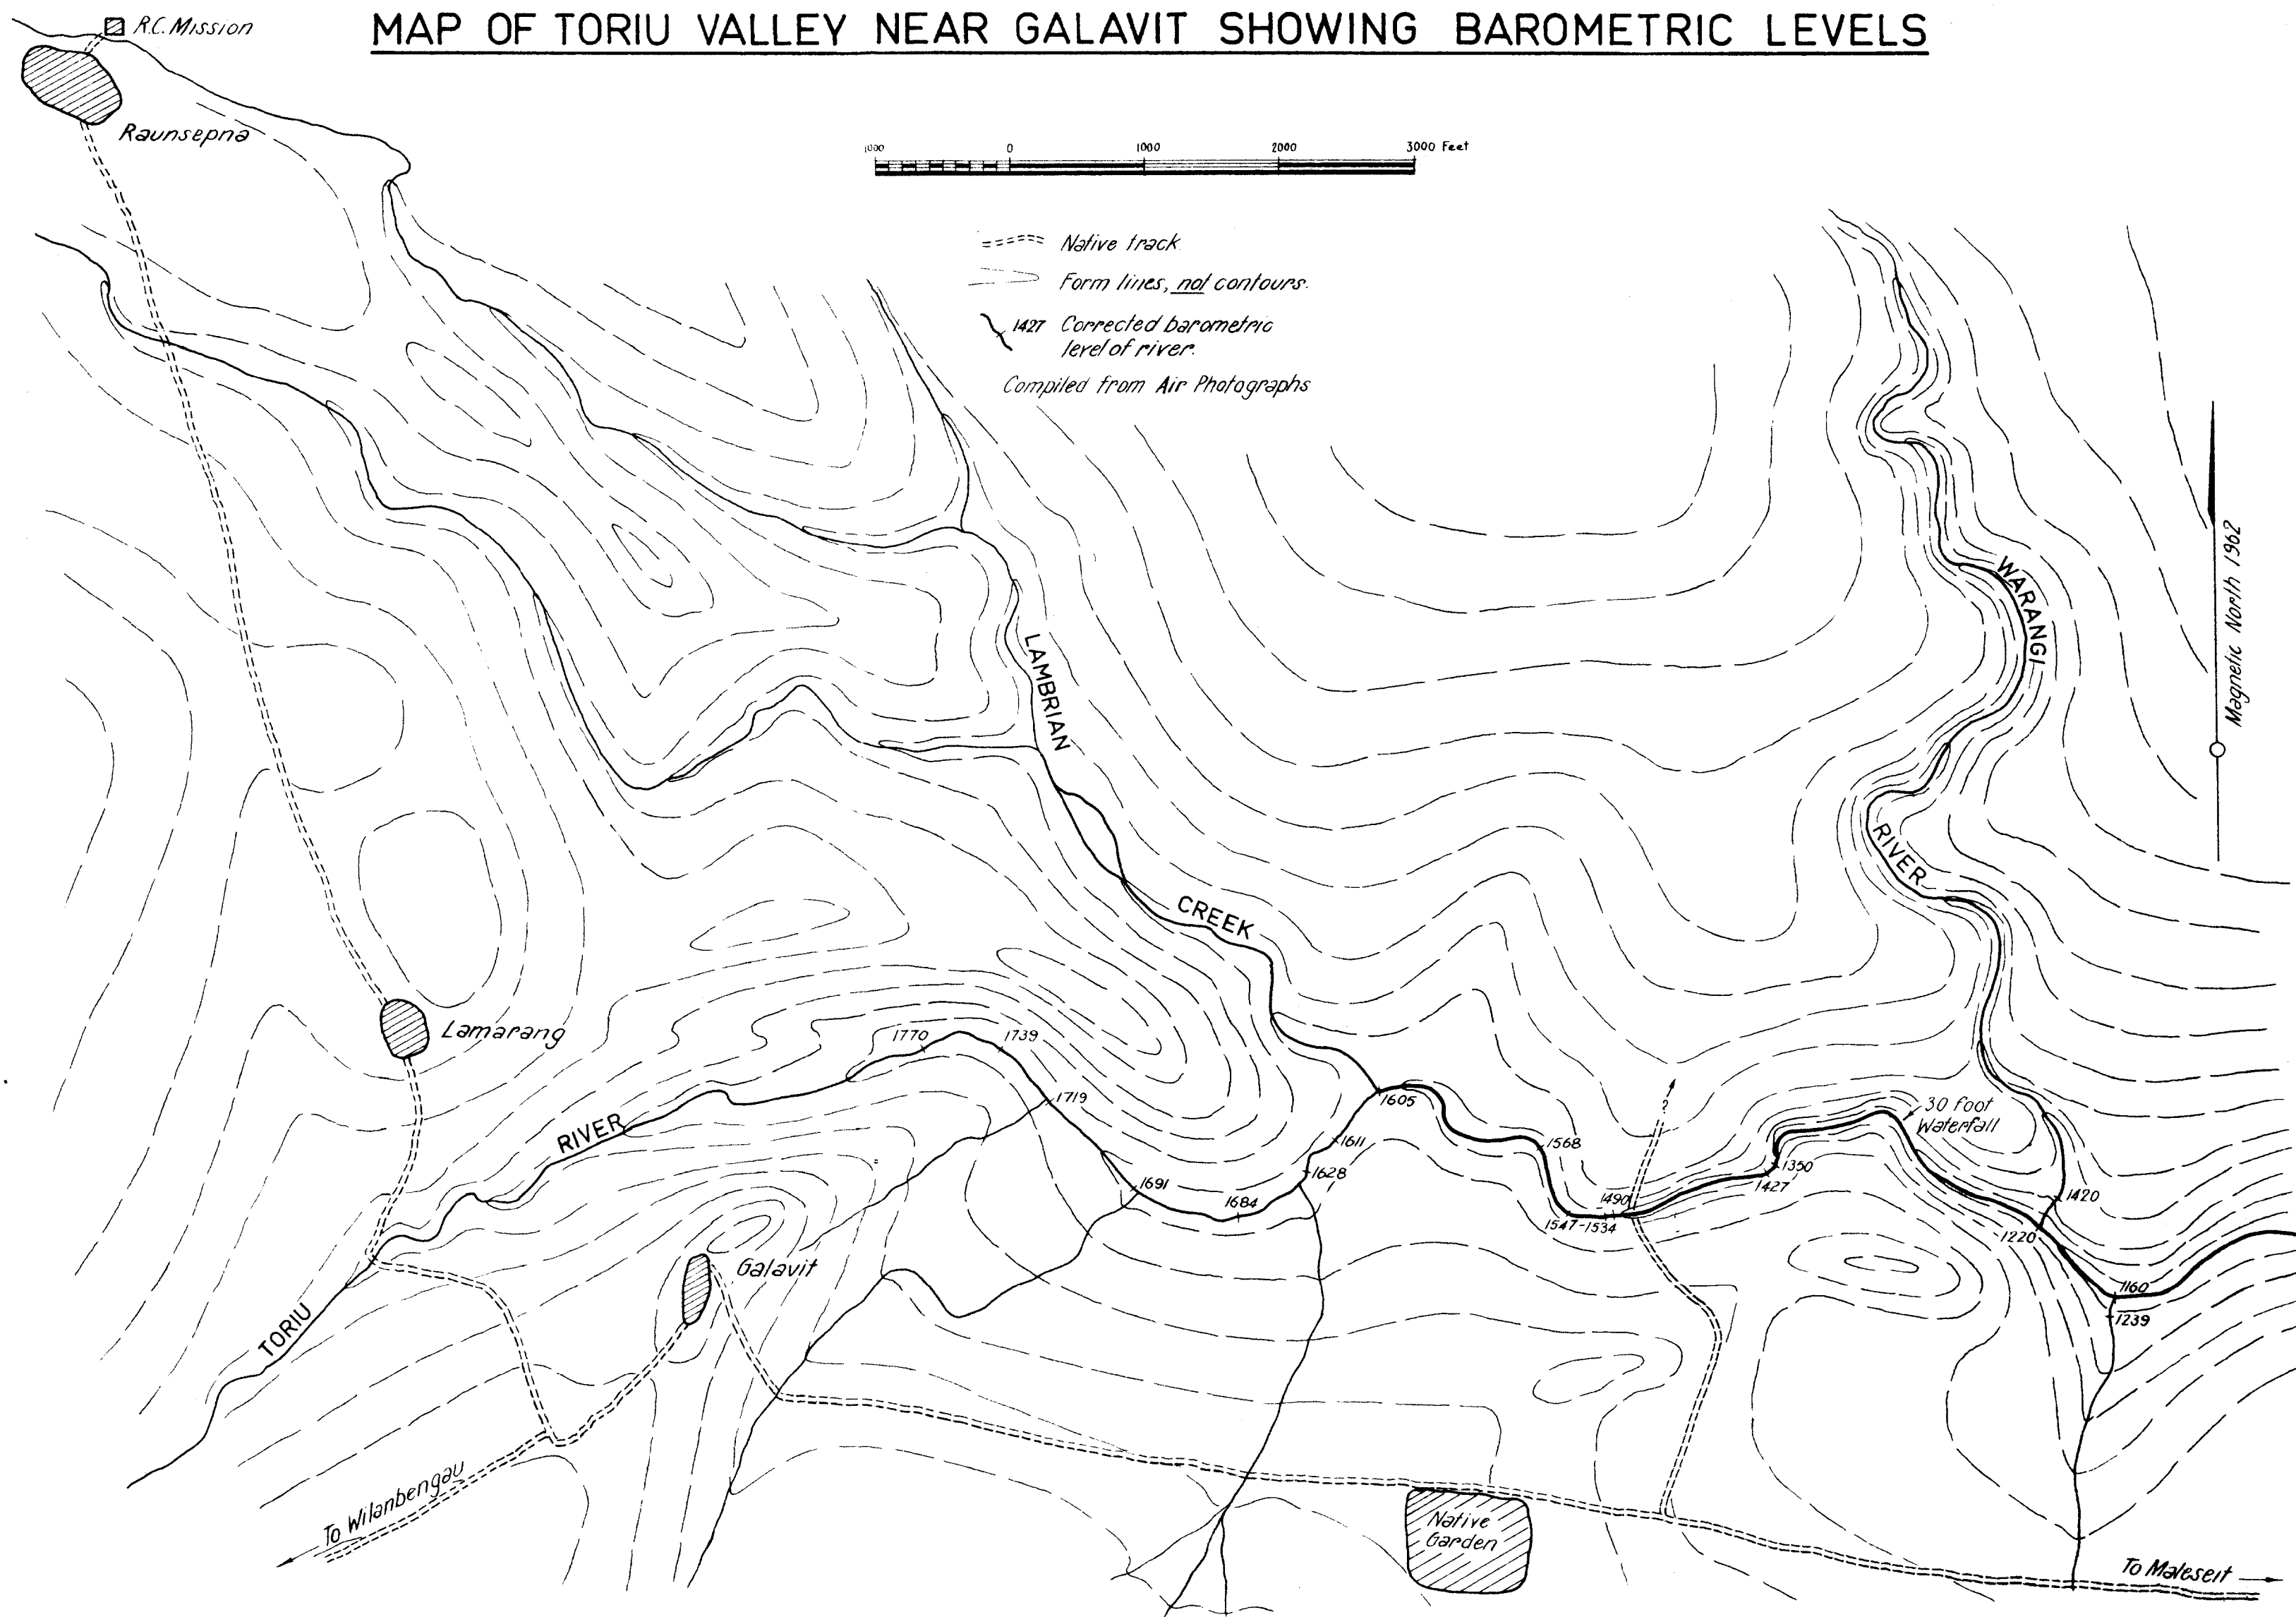 MAP OF TORIU VALLEY NEAR GALAVIT SHOWING BAROMETRIC LEVELS
R.C. Mission
Raunsepna
1000 0 1000 2000 3000 Feet
Native track
Form lines, not contours.
1427 Corrected barometric
level of river.
Compiled from Air Photographs
Magnetic North 1962
WARANGI
RIVER
LAMBRIAN
CREEK
Lamarang
1770
1739
1719
RIVER
TORIU
1691
1684
1628
1611
1605
1568
1547-1534
1490
?
1427
1350
30 foot
Waterfall
1420
1220
1160
1239
Galavit
To Wilanbengau
Native
Garden
To Maleseit